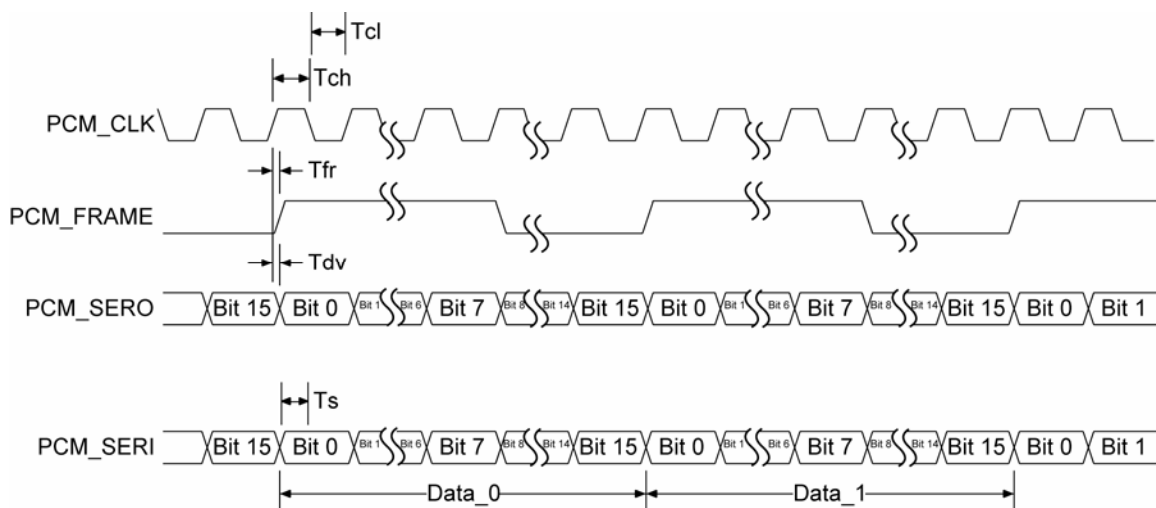 Tcl
Tch
PCM_CLK
Tfr
PCM_FRAME
Tdv
PCM_SERO Bit 15 Bit 0 Bit 1 Bit 6 Bit 7 Bit 8 Bit 14 Bit 15 Bit 0 Bit 1 Bit 6 Bit 7 Bit 8 Bit 14 Bit 15 Bit 0 Bit 1
Ts
PCM_SERI Bit 15 Bit 0 Bit 1 Bit 6 Bit 7 Bit 8 Bit 14 Bit 15 Bit 0 Bit 1 Bit 6 Bit 7 Bit 8 Bit 14 Bit 15 Bit 0 Bit 1
Data_0 Data_1